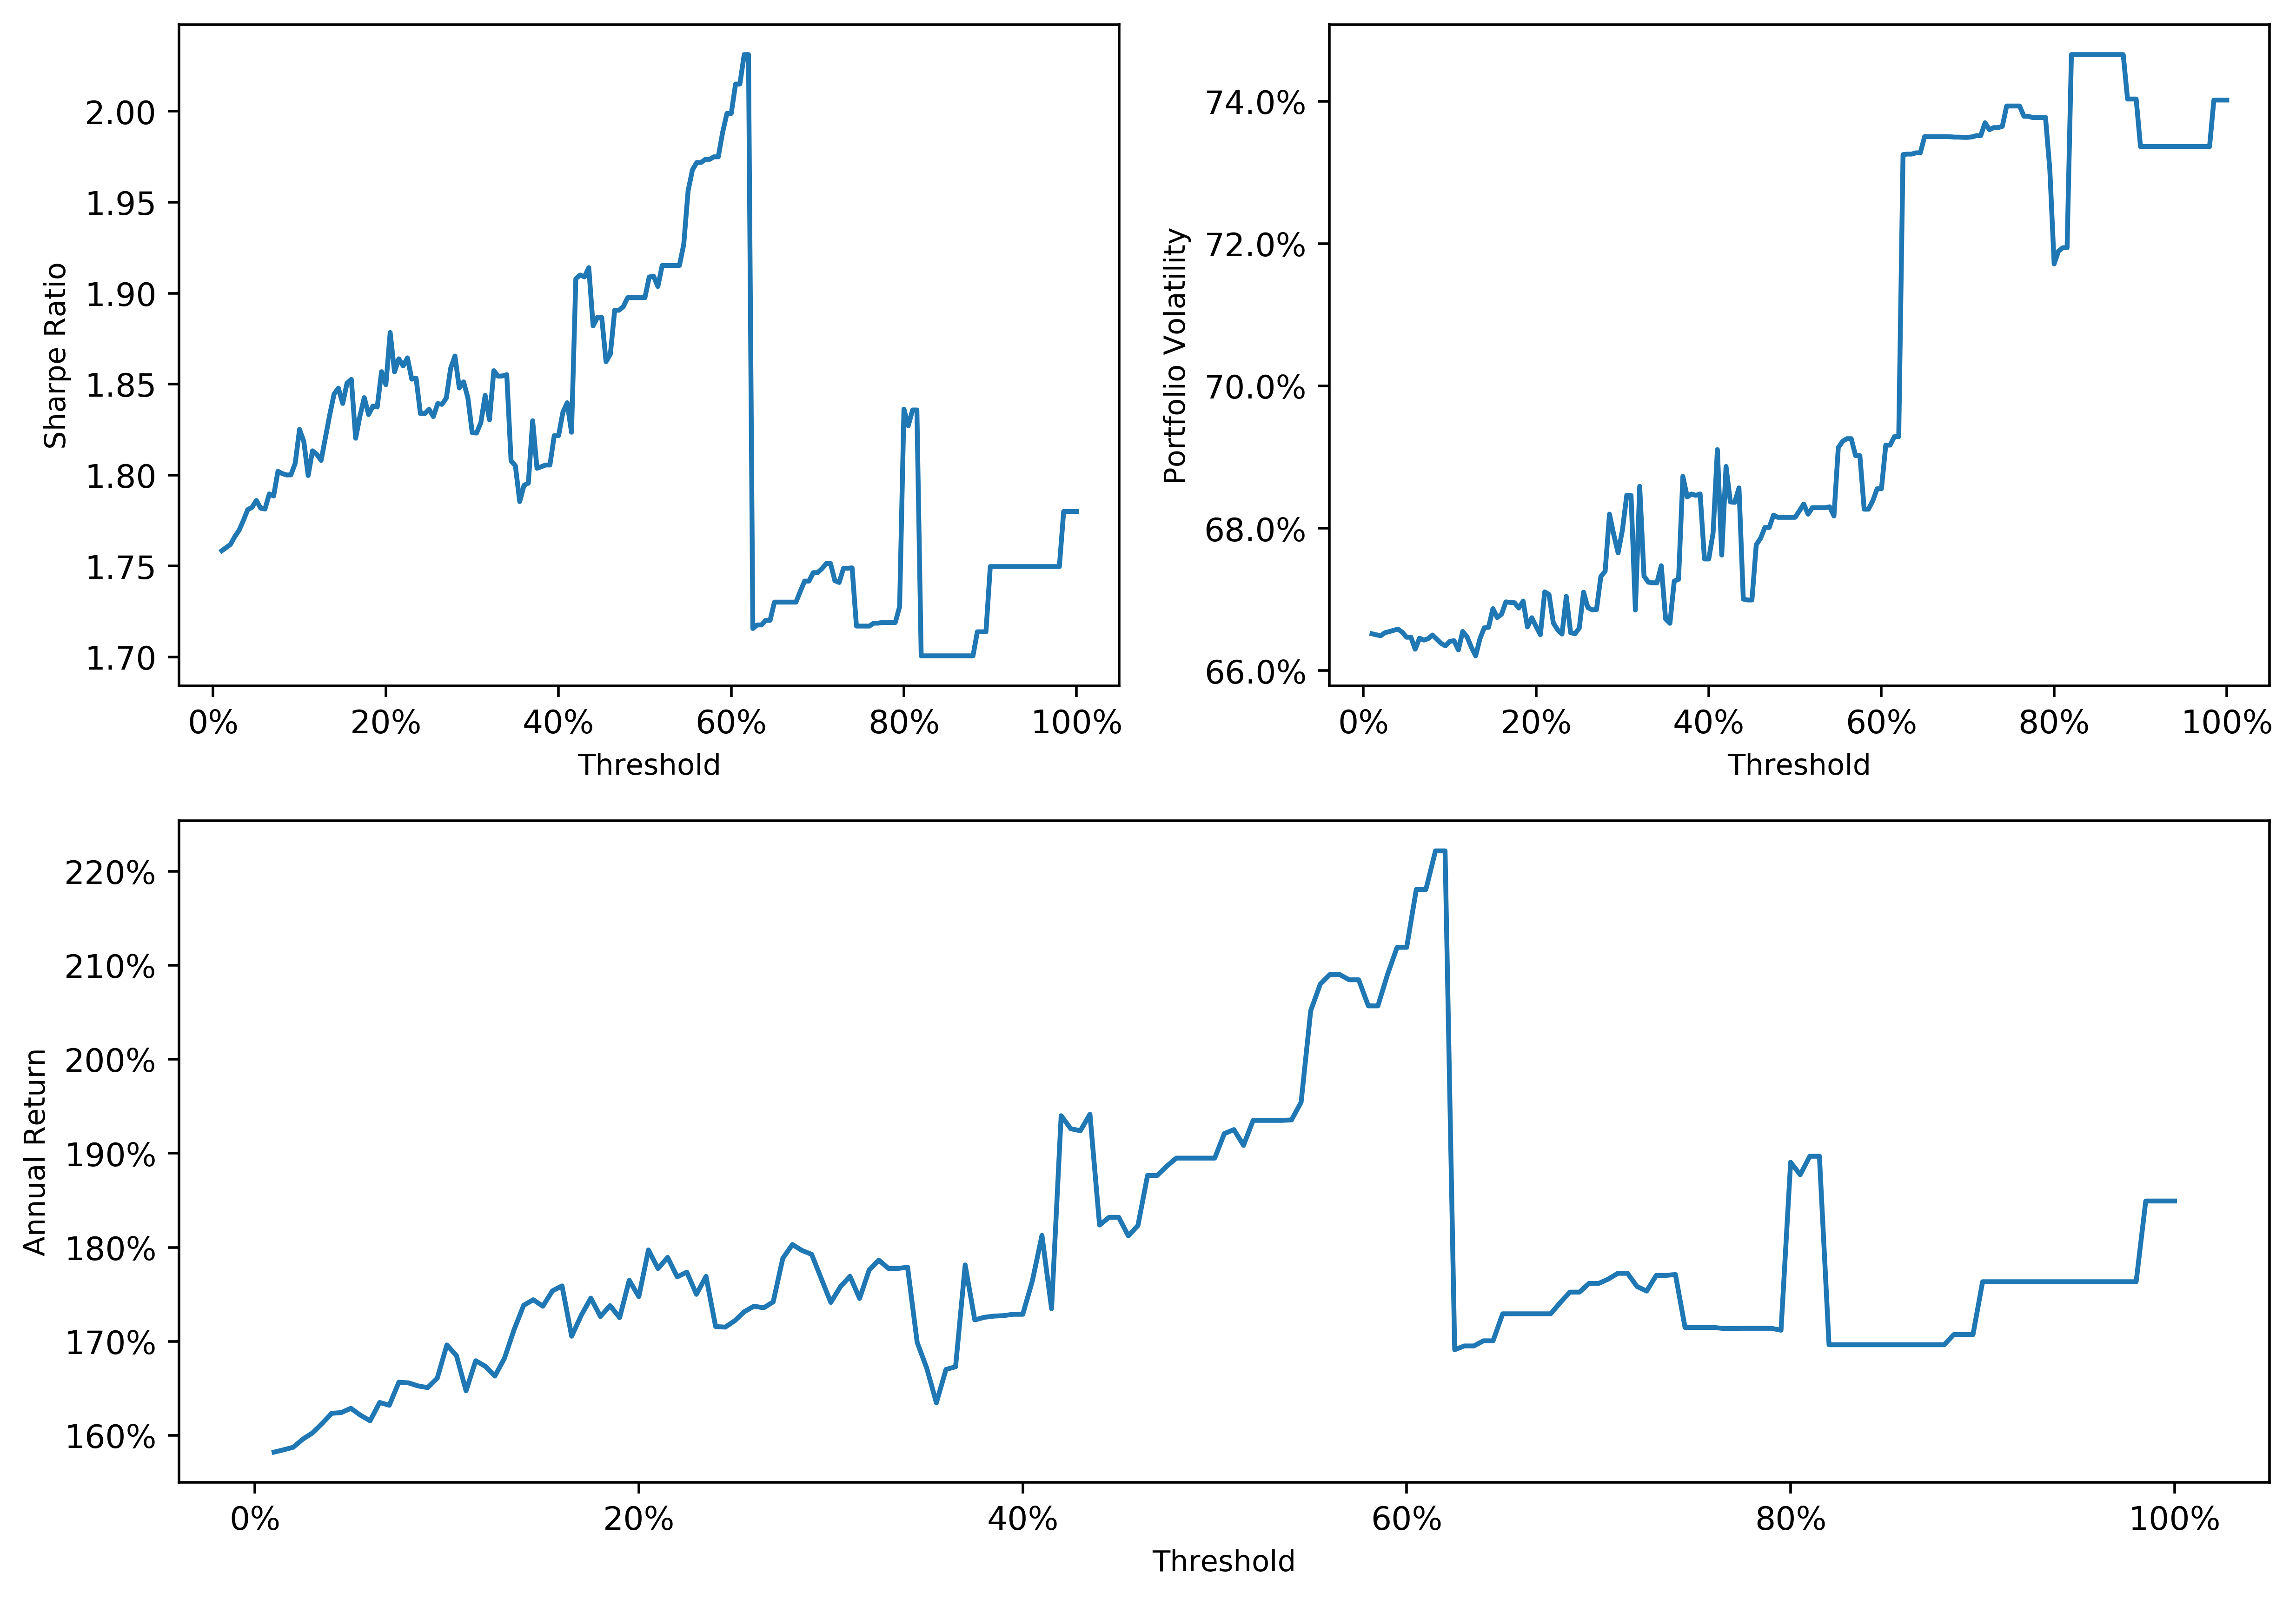 Sharpe Ratio
2.00
1.95
1.90
1.85
1.80
1.75
1.70
0% 20% 40% 60% 80% 100%
Threshold
Portfolio Volatility
74.0%
72.0%
70.0%
68.0%
66.0%
0% 20% 40% 60% 80% 100%
Threshold
Annual Return
220%
210%
200%
190%
180%
170%
160%
0% 20% 40% 60% 80% 100%
Threshold